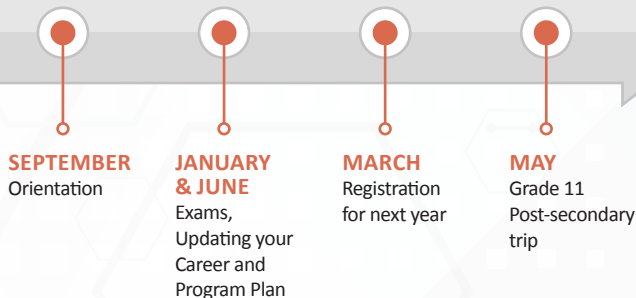 SEPTEMBER
Orientation
JANUARY
& JUNE
Exams,
Updating your
Career and
Program Plan
MARCH
Registration
for next year
MAY
Grade 11
Post-secondary
trip